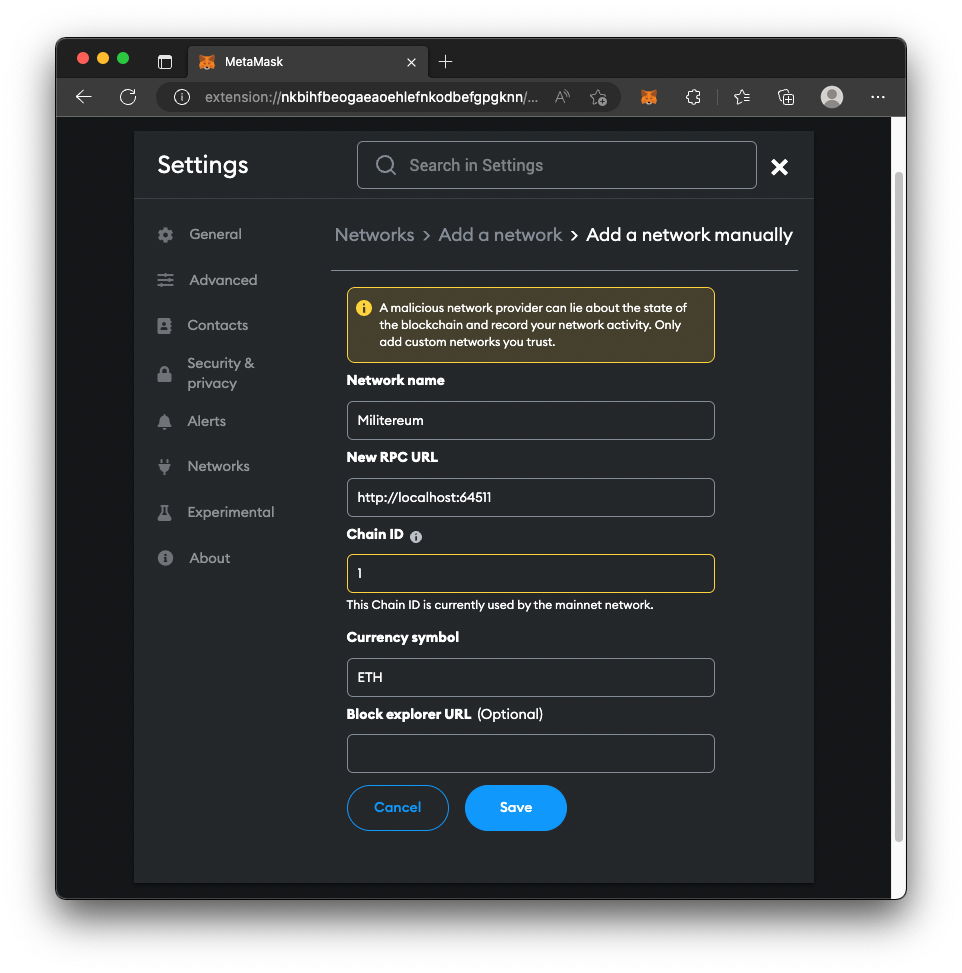 MetaMask
extension://nkbihfbeogaeaoehlefnkodbefgpgknn/...
Settings
Search in Settings
General
Advanced
Contacts
Security &
privacy
Alerts
Networks
Experimental
About
Networks > Add a network > Add a network manually
A malicious network provider can lie about the state of
the blockchain and record your network activity. Only
add custom networks you trust.
Network name
Militereum
New RPC URL
http://localhost:64511
Chain ID
1
This Chain ID is currently used by the mainnet network.
Currency symbol
ETH
Block explorer URL (Optional)
Cancel
Save